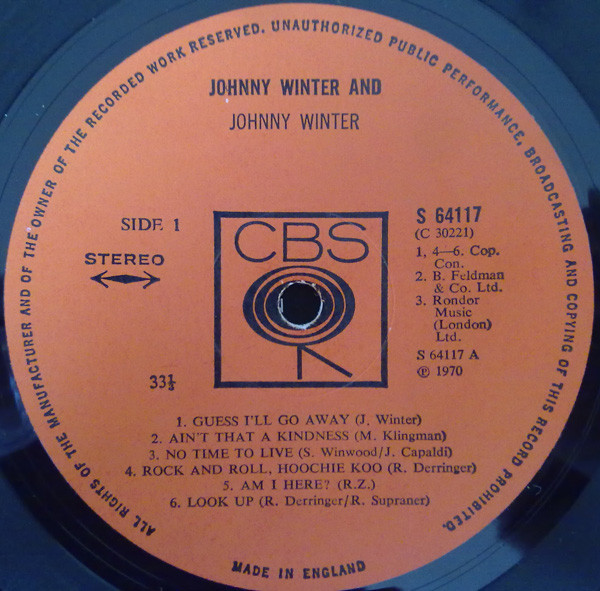 ALL RIGHTS OF THE MANUFACTURER AND OF THE OWNER OF THE RECORDED WORK RESERVED. UNAUTHORIZED PUBLIC PERFORMANCE, BROADCASTING AND COPYING OF THIS RECORD PROHIBITED.
JOHNNY WINTER AND
JOHNNY WINTER
SIDE 1
STEREO
33⅓
CBS
S 64117
(C 30221)
1, 4—6. Cop.
Con.
2. B. Feldman
& Co. Ltd.
3. Rondor
Music
(London)
Ltd.
S 64117 A
℗ 1970
1. GUESS I'LL GO AWAY (J. Winter)
2. AIN'T THAT A KINDNESS (M. Klingman)
3. NO TIME TO LIVE (S. Winwood/J. Capaldi)
4. ROCK AND ROLL, HOOCHIE KOO (R. Derringer)
5. AM I HERE? (R.Z.)
6. LOOK UP (R. Derringer/R. Supraner)
MADE IN ENGLAND